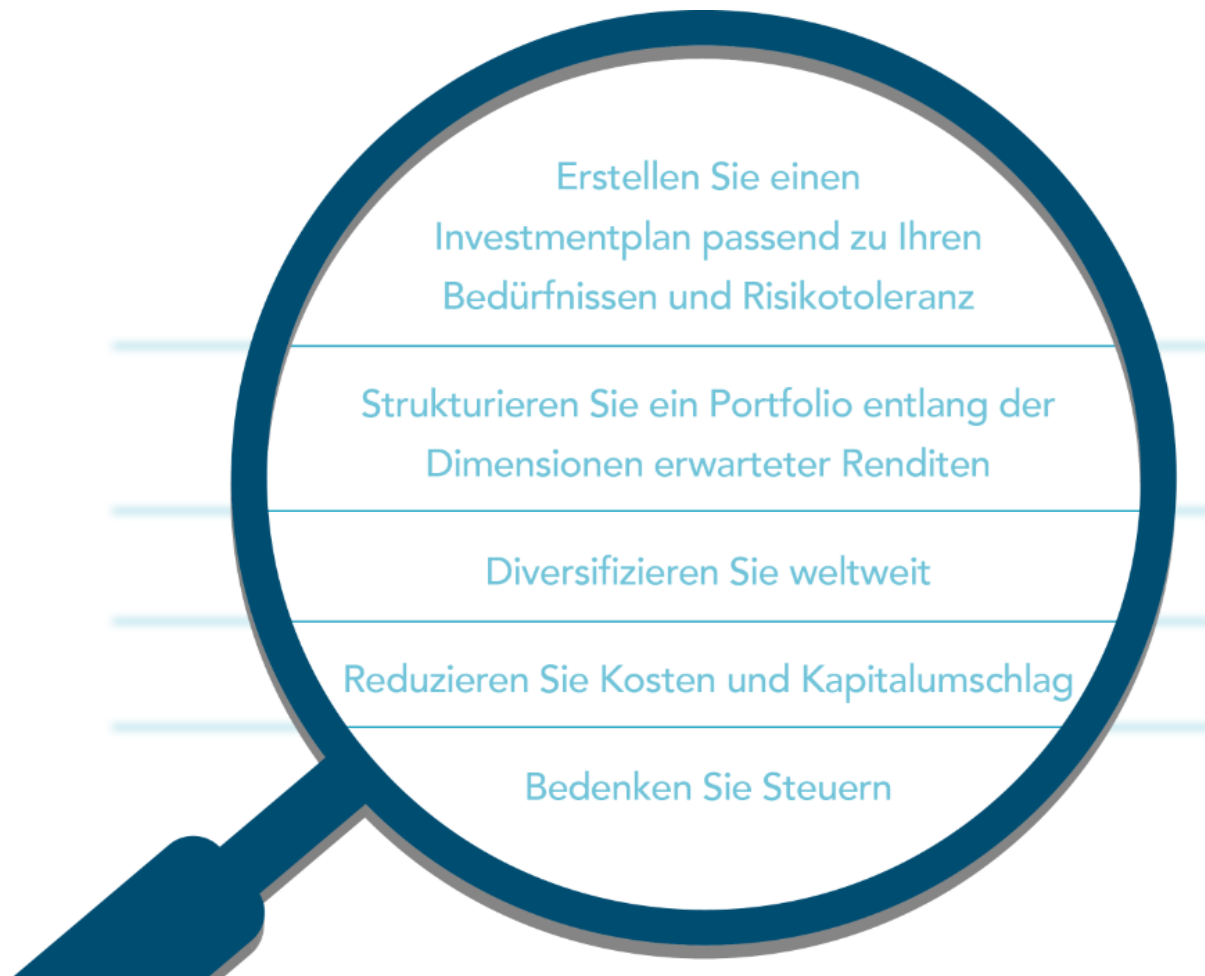 Erstellen Sie einen
Investmentplan passend zu Ihren
Bedürfnissen und Risikotoleranz
Strukturieren Sie ein Portfolio entlang der
Dimensionen erwarteter Renditen
Diversifizieren Sie weltweit
Reduzieren Sie Kosten und Kapitalumschlag
Bedenken Sie Steuern